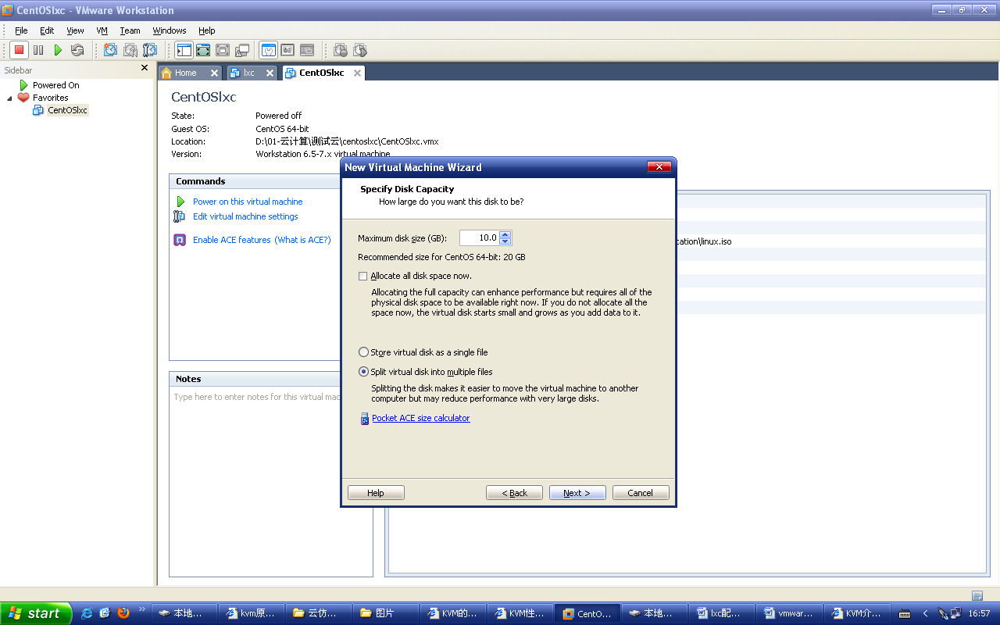 CentOSlxc - VMware Workstation
File Edit View VM Team Windows Help
Sidebar
Powered On
Favorites
CentOSlxc
Home
lxc
CentOSlxc
CentOSlxc
State: Powered off
Guest OS: CentOS 64-bit
Location: D:\01-云计算\测试云\centoslxc\CentOSlxc.vmx
Version: Workstation 6.5-7.x virtual machine
Commands
Power on this virtual machine
Edit virtual machine settings
Enable ACE features (What is ACE?)
Notes
Type here to enter notes for this virtual mac
tation\linux.iso
New Virtual Machine Wizard
Specify Disk Capacity
How large do you want this disk to be?
Maximum disk size (GB): 10.0
Recommended size for CentOS 64-bit: 20 GB
Allocate all disk space now.
Allocating the full capacity can enhance performance but requires all of the
physical disk space to be available right now. If you do not allocate all the
space now, the virtual disk starts small and grows as you add data to it.
Store virtual disk as a single file
Split virtual disk into multiple files
Splitting the disk makes it easier to move the virtual machine to another
computer but may reduce performance with very large disks.
Pocket ACE size calculator
Help < Back Next > Cancel
start 本地... kvm原... 云仿... 图片 KVM的... KVM性... CentO... 本地... lxc配... vmwar... KVM介... 16:57